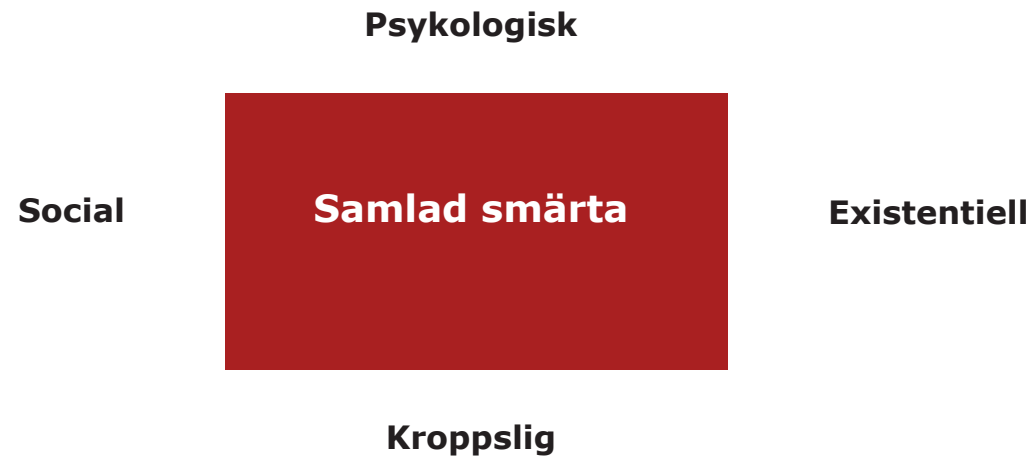 Psykologisk
Social
Samlad smärta
Existentiell
Kroppslig